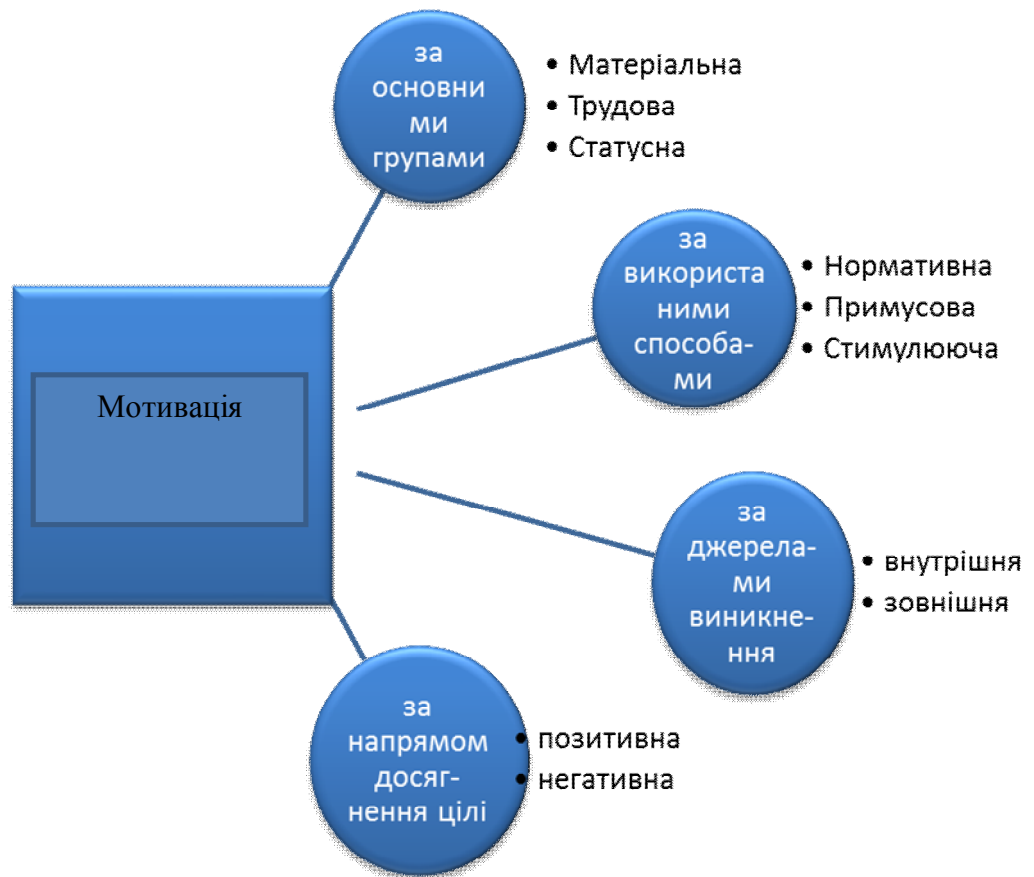 Мотивація
за
основни
ми
групами
• Матеріальна
• Трудова
• Статусна
за
використа
ними
способа-
ми
• Нормативна
• Примусова
• Стимулююча
за
джерела-
ми
виникне-
ння
• внутрішня
• зовнішня
за
напрямом
досяг-
нення цілі
• позитивна
• негативна